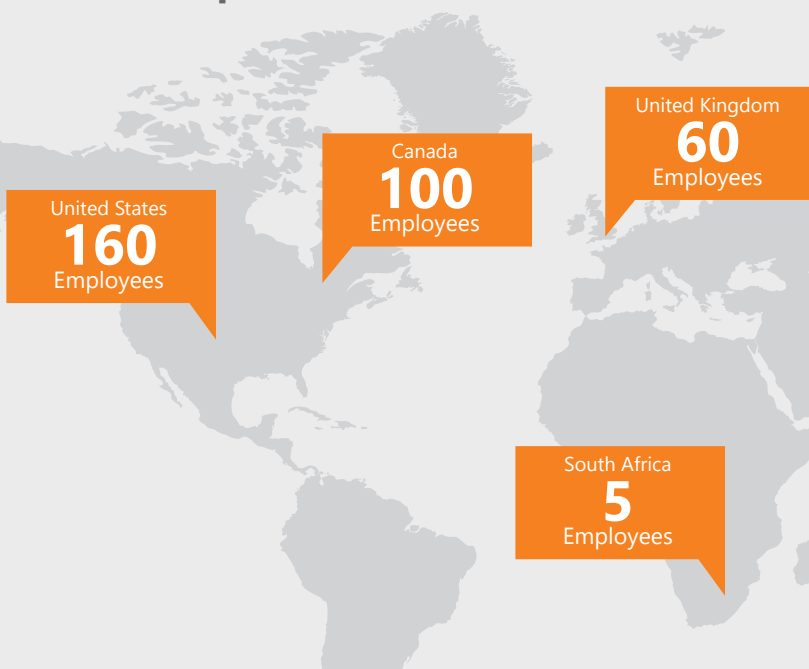 United Kingdom
60
Employees
Canada
100
Employees
United States
160
Employees
South Africa
5
Employees